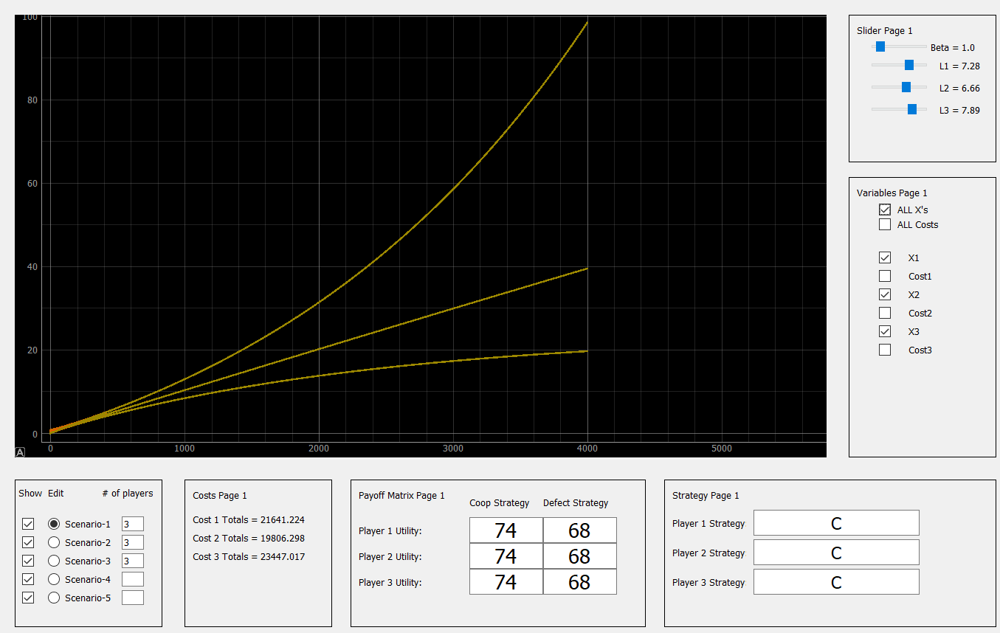 100
80
60
40
20
0
0 1000 2000 3000 4000 5000
A
Slider Page 1
Beta = 1.0
L1 = 7.28
L2 = 6.66
L3 = 7.89
Variables Page 1
ALL X's
ALL Costs
X1
Cost1
X2
Cost2
X3
Cost3
Show Edit # of players
Scenario-1 3
Scenario-2 3
Scenario-3 3
Scenario-4
Scenario-5
Costs Page 1
Cost 1 Totals = 21641.224
Cost 2 Totals = 19806.298
Cost 3 Totals = 23447.017
Payoff Matrix Page 1
Coop Strategy Defect Strategy
Player 1 Utility: 74 68
Player 2 Utility: 74 68
Player 3 Utility: 74 68
Strategy Page 1
Player 1 Strategy C
Player 2 Strategy C
Player 3 Strategy C